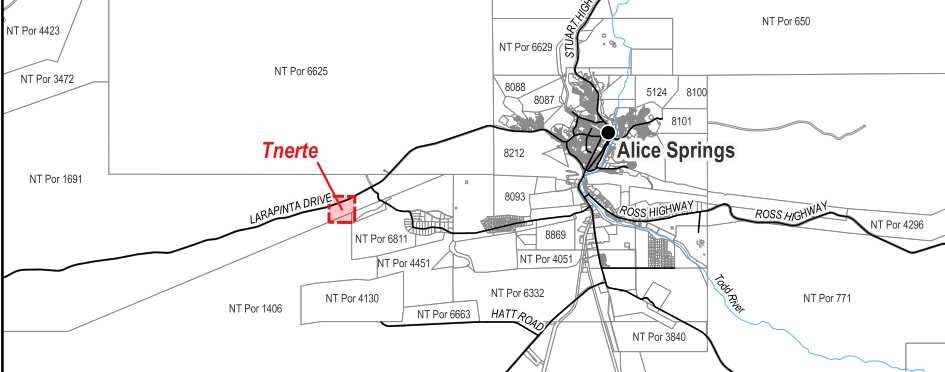 NT Por 4423
STUART HIGH
NT Por 650
NT Por 6629
NT Por 6625
NT Por 3472
8088
8087
5124
8100
8101
Tnerte
Alice Springs
8212
NT Por 1691
LARAPINTA DRIVE
8093
ROSS HIGHWAY
ROSS HIGHWAY
NT Por 4296
NT Por 6811
8869
NT Por 4451
NT Por 4051
Todd River
NT Por 6332
NT Por 4130
NT Por 771
NT Por 1406
NT Por 6663
HATT ROAD
NT Por 3840